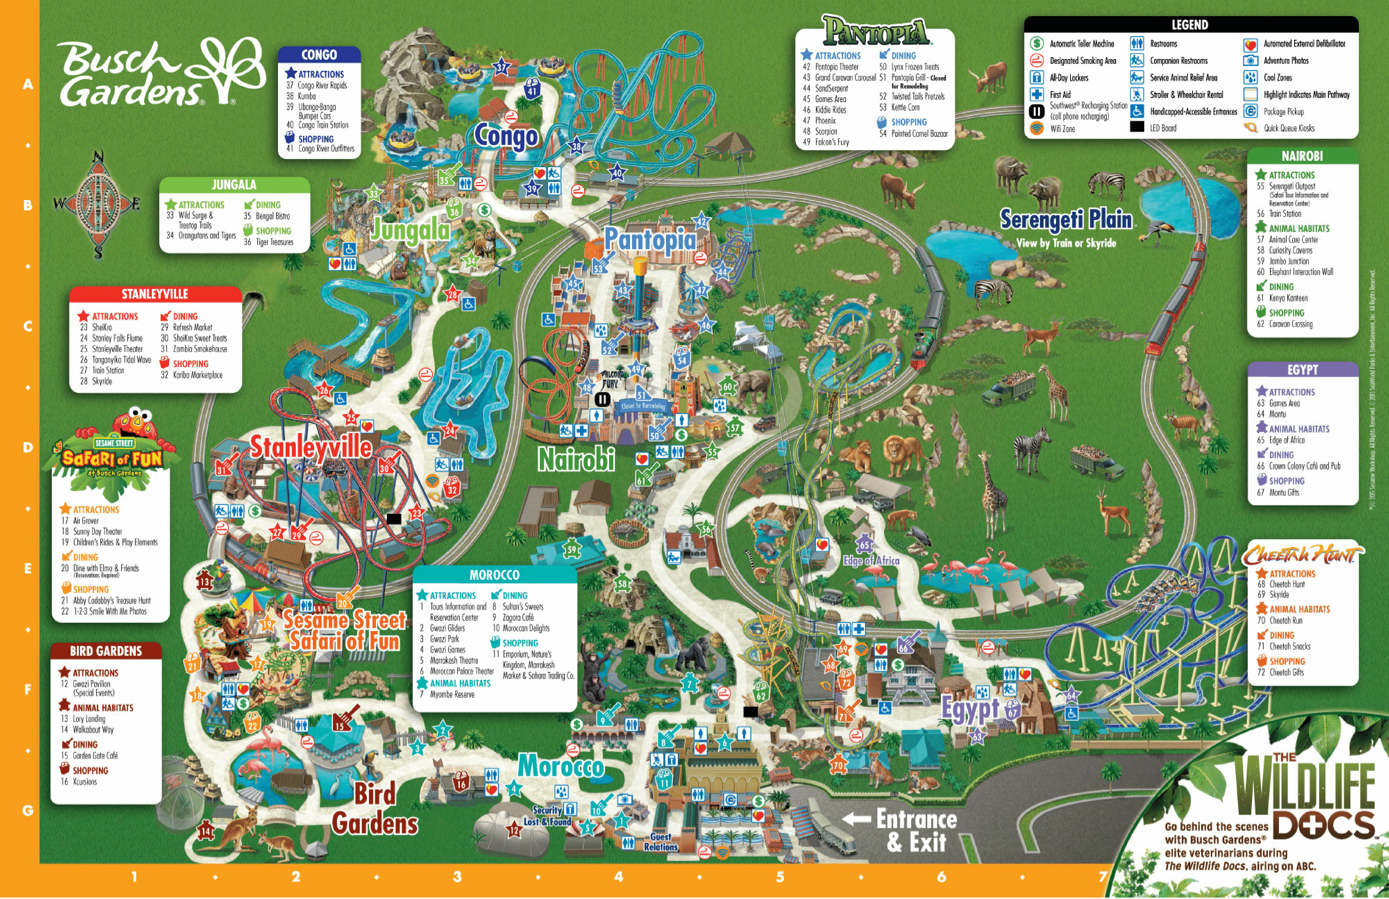 Busch
Gardens®
CONGO
ATTRACTIONS
37 Congo River Rapids
38 Kumba
39 Ubanga-Banga
Bumper Cars
40 Congo Train Station
SHOPPING
41 Congo River Outfitters
JUNGALA
ATTRACTIONS
33 Wild Surge &
Treetop Trails
34 Orangutans and Tigers
DINING
35 Bengal Bistro
SHOPPING
36 Tiger Treasures
STANLEYVILLE
ATTRACTIONS
23 SheiKra
24 Stanley Falls Flume
25 Stanleyville Theater
26 Tanganyika Tidal Wave
27 Train Station
28 Skyride
DINING
29 Refresh Market
30 SheiKra Sweet Treats
31 Zambia Smokehouse
SHOPPING
32 Kariba Marketplace
SESAME STREET
SAFARI of FUN
at Busch Gardens
ATTRACTIONS
17 Air Grover
18 Sunny Day Theater
19 Children's Rides & Play Elements
DINING
20 Dine with Elmo & Friends
(Reservations Required)
SHOPPING
21 Abby Cadabby's Treasure Hunt
22 1-2-3 Smile With Me Photos
BIRD GARDENS
ATTRACTIONS
12 Gwazi Pavilion
(Special Events)
ANIMAL HABITATS
13 Lory Landing
14 Walkabout Way
DINING
15 Garden Gate Café
SHOPPING
16 Xcursions
MOROCCO
ATTRACTIONS
1 Tours Information and
Reservation Center
2 Gwazi Gliders
3 Gwazi Park
4 Gwazi Games
5 Marrakesh Theatre
6 Moroccan Palace Theater
ANIMAL HABITATS
7 Myombe Reserve
DINING
8 Sultan's Sweets
9 Zagora Café
10 Moroccan Delights
SHOPPING
11 Emporium, Nature's
Kingdom, Marrakesh
Market & Sahara Trading Co.
PANTOPIA
ATTRACTIONS
42 Pantopia Theater
43 Grand Caravan Carousel
44 SandSerpent
45 Games Area
46 Kiddie Rides
47 Phoenix
48 Scorpion
49 Falcon's Fury
DINING
50 Lynx Frozen Treats
51 Pantopia Grill - Closed
for Remodeling
52 Twisted Tails Pretzels
53 Kettle Corn
SHOPPING
54 Painted Camel Bazaar
LEGEND
Automatic Teller Machine
Designated Smoking Area
All-Day Lockers
First Aid
Southwest® Recharging Station
(cell phone recharging)
Wifi Zone
Restrooms
Companion Restrooms
Service Animal Relief Area
Stroller & Wheelchair Rental
Handicapped-Accessible Entrances
LED Board
Automated External Defibrillator
Adventure Photos
Cool Zones
Highlight Indicates Main Pathway
Package Pickup
Quick Queue Kiosks
NAIROBI
ATTRACTIONS
55 Serengeti Outpost
(Safari Tour Information and
Reservation Center)
56 Train Station
ANIMAL HABITATS
57 Animal Care Center
58 Curiosity Caverns
59 Jambo Junction
60 Elephant Interaction Wall
DINING
61 Kenya Kanteen
SHOPPING
62 Caravan Crossing
EGYPT
ATTRACTIONS
63 Games Area
64 Montu
ANIMAL HABITATS
65 Edge of Africa
DINING
66 Crown Colony Café and Pub
SHOPPING
67 Montu Gifts
CHEETAH HUNT
ATTRACTIONS
68 Cheetah Hunt
69 Skyride
ANIMAL HABITATS
70 Cheetah Run
DINING
71 Cheetah Snacks
SHOPPING
72 Cheetah Gifts
N
W E
S
Congo
Jungala
Pantopia
Serengeti Plain
View by Train or Skyride
FALCON'S
FURY
Closed for Remodeling
Stanleyville
Nairobi
Edge of Africa
Sesame Street
Safari of Fun
Egypt
Morocco
Bird
Gardens
Security
Lost & Found
Guest
Relations
Entrance
& Exit
THE
WILDLIFE
DOCS
Go behind the scenes
with Busch Gardens®
elite veterinarians during
The Wildlife Docs, airing on ABC.
A
B
C
D
E
F
G
1 2 3 4 5 6 7